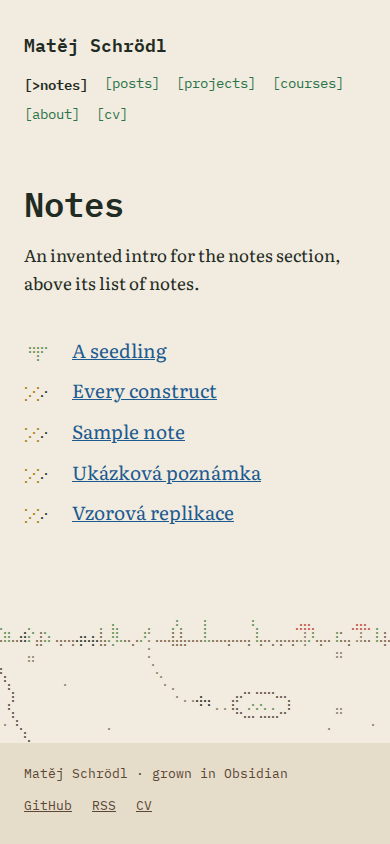 Matěj Schrödl
[>notes] [posts] [projects] [courses]
[about] [cv]
Notes
An invented intro for the notes section,
above its list of notes.
A seedling
Every construct
Sample note
Ukázková poznámka
Vzorová replikace
Matěj Schrödl · grown in Obsidian
GitHub RSS CV